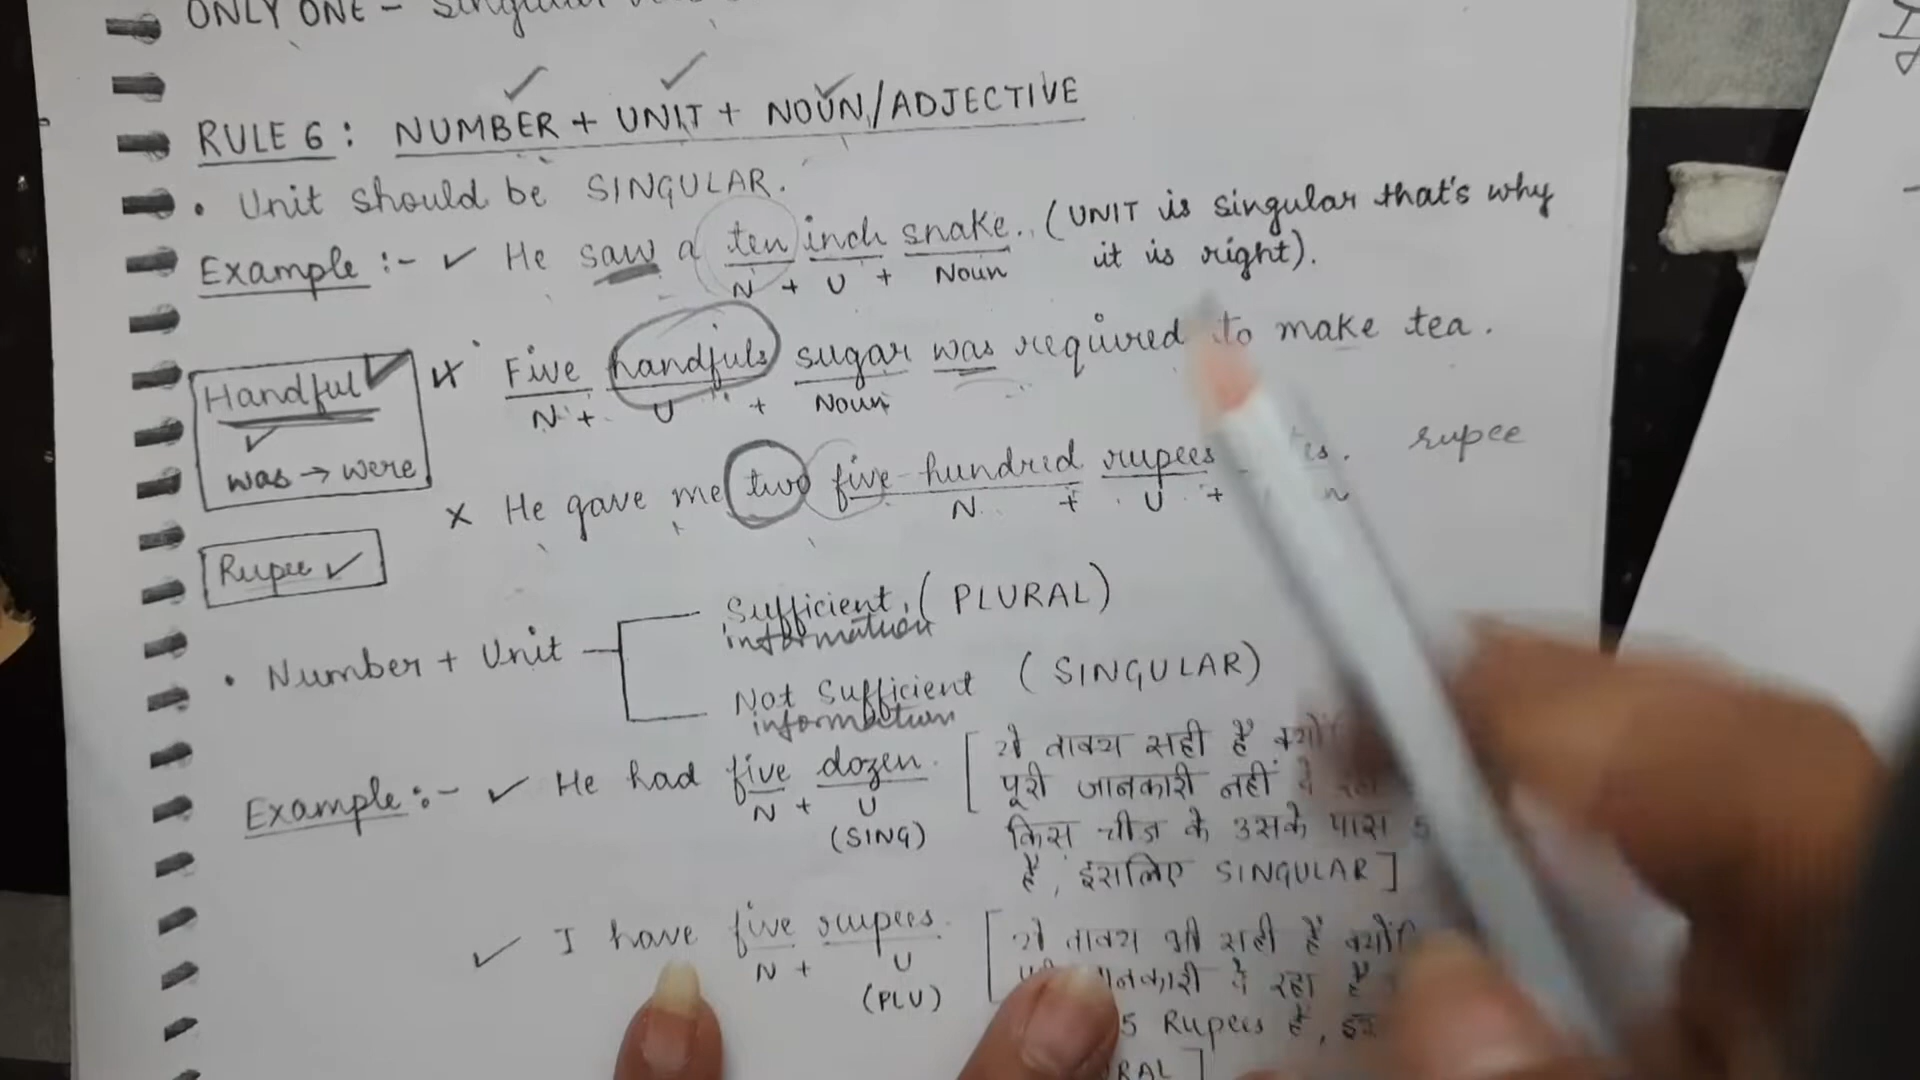 ONLY ONE - Singular
RULE 6 : NUMBER + UNIT + NOUN/ADJECTIVE
• Unit should be SINGULAR.
Example :- ✓ He saw a ten inch snake. (UNIT is singular that's why
it is right).
N + U + Noun
Handful ✓
✓
was → were
× Five handfuls sugar was required to make tea.
N + U + Noun
× He gave me two five hundred rupees
rupee
N + U + n
Rupee ✓
• Number + Unit
Sufficient (PLURAL)
information
Not Sufficient (SINGULAR)
information
Example :- ✓ He had five dozen.
N + U
(SING)
[ ये वाक्य सही है
पूरी जानकारी नहीं
किस चीज के उसके पास 5
है, इसलिए SINGULAR ]
✓ I have five rupees.
N + U
(PLU)
[ ये वाक्य भी सही है
रहा है
5 Rupees है,